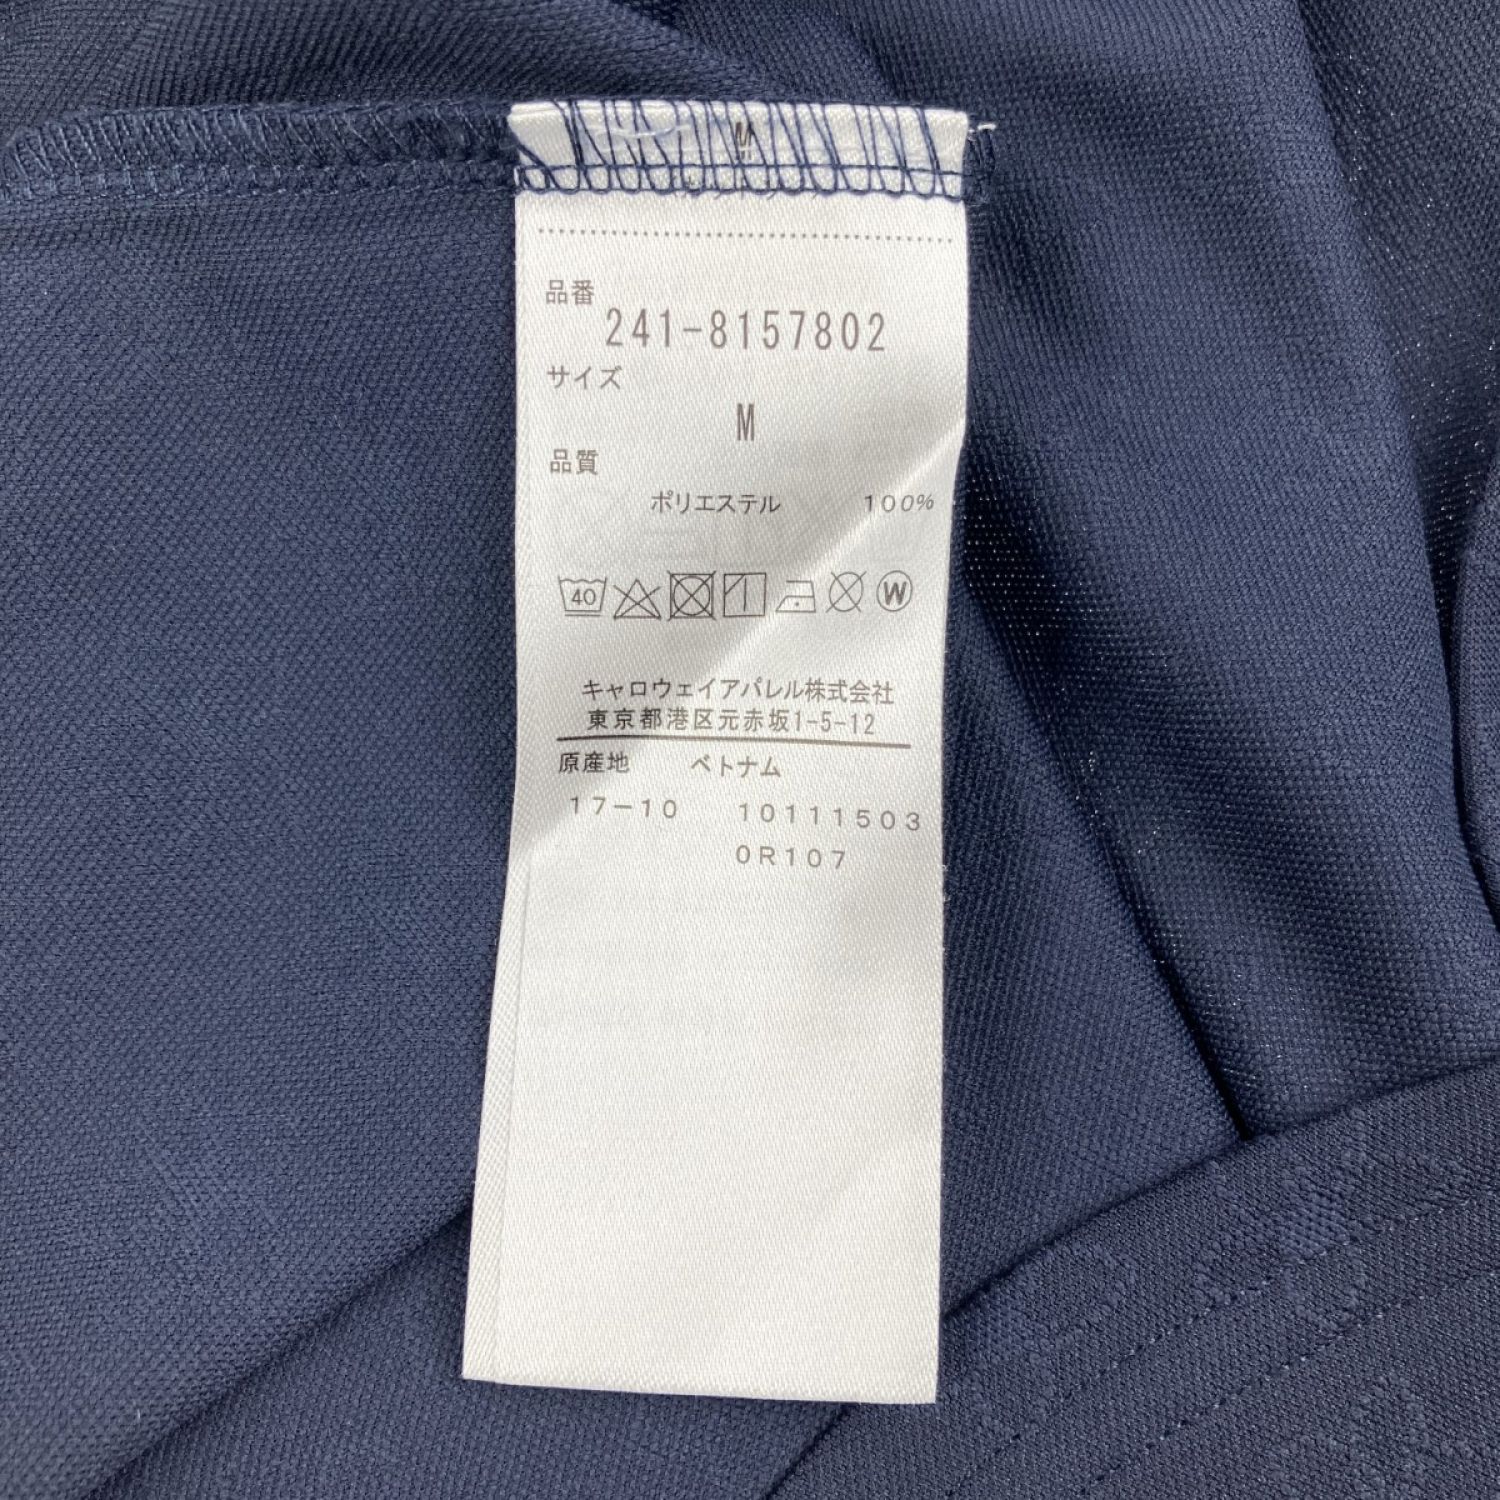 M
品番
241-8157802
サイズ
M
品質
ポリエステル 100%
40 W
キャロウェイアパレル株式会社
東京都港区元赤坂1-5-12
原産地 ベトナム
17-10 10111503
0R107